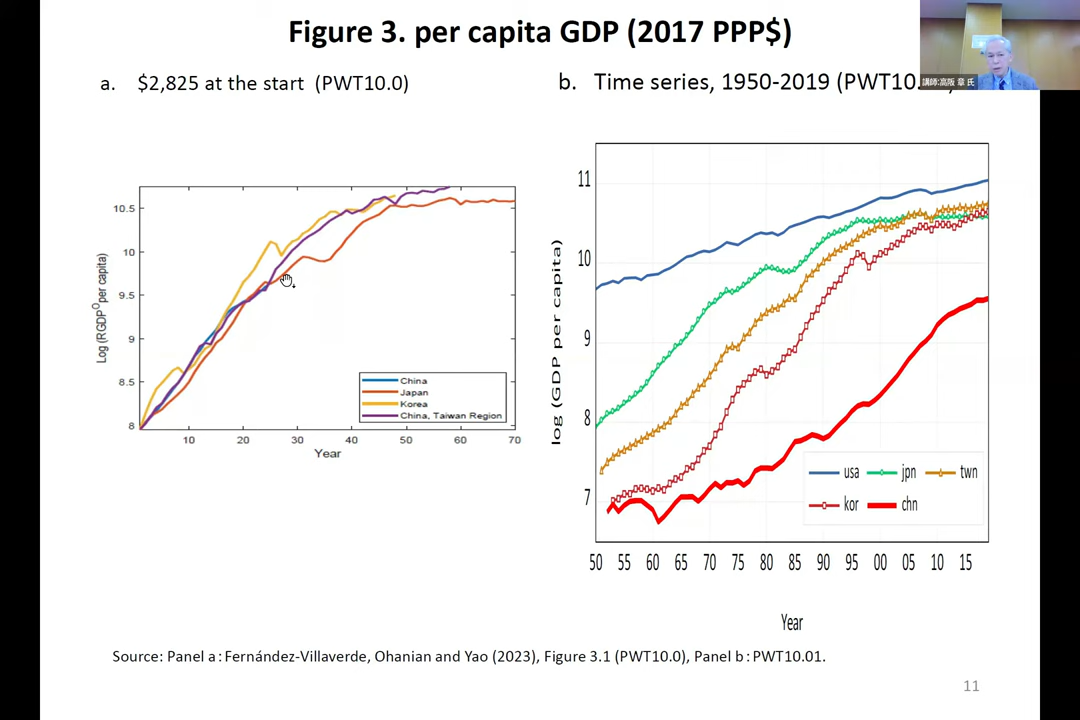 Figure 3. per capita GDP (2017 PPP$)
a. $2,825 at the start (PWT10.0)
b. Time series, 1950-2019 (PWT10.
講師:高阪 章 氏
Log (RGDPO per capita)
10.5
10
9.5
9
8.5
8
10 20 30 40 50 60 70
Year
China
Japan
Korea
China, Taiwan Region
log (GDP per capita)
11
10
9
8
7
50 55 60 65 70 75 80 85 90 95 00 05 10 15
Year
usa jpn twn
kor chn
Source: Panel a : Fernández-Villaverde, Ohanian and Yao (2023), Figure 3.1 (PWT10.0), Panel b : PWT10.01.
11